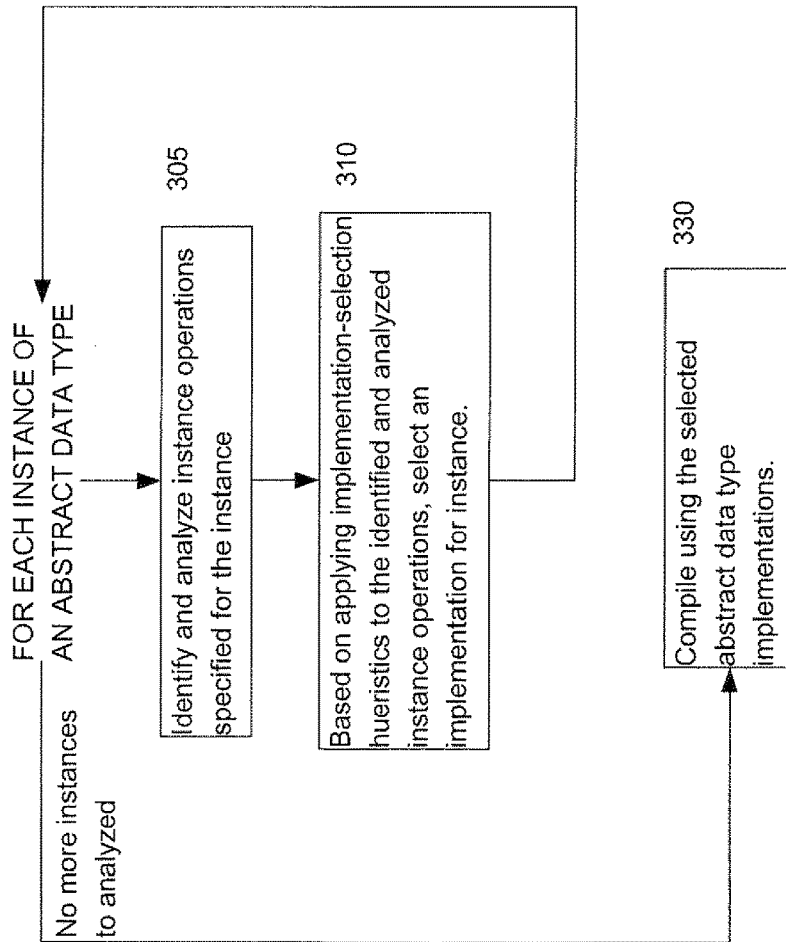 FOR EACH INSTANCE OF
AN ABSTRACT DATA TYPE
No more instances
to analyzed
305
Identify and analyze instance operations
specified for the instance
310
Based on applying implementation-selection
hueristics to the identified and analyzed
instance operations, select an
implementation for instance.
330
Compile using the selected
abstract data type
implementations.